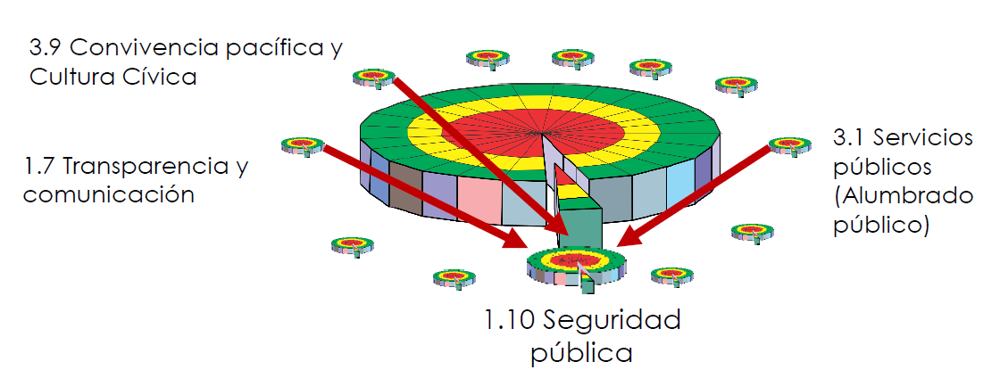 3.9 Convivencia pacífica y
Cultura Cívica
1.7 Transparencia y
comunicación
3.1 Servicios
públicos
(Alumbrado
público)
1.10 Seguridad
pública